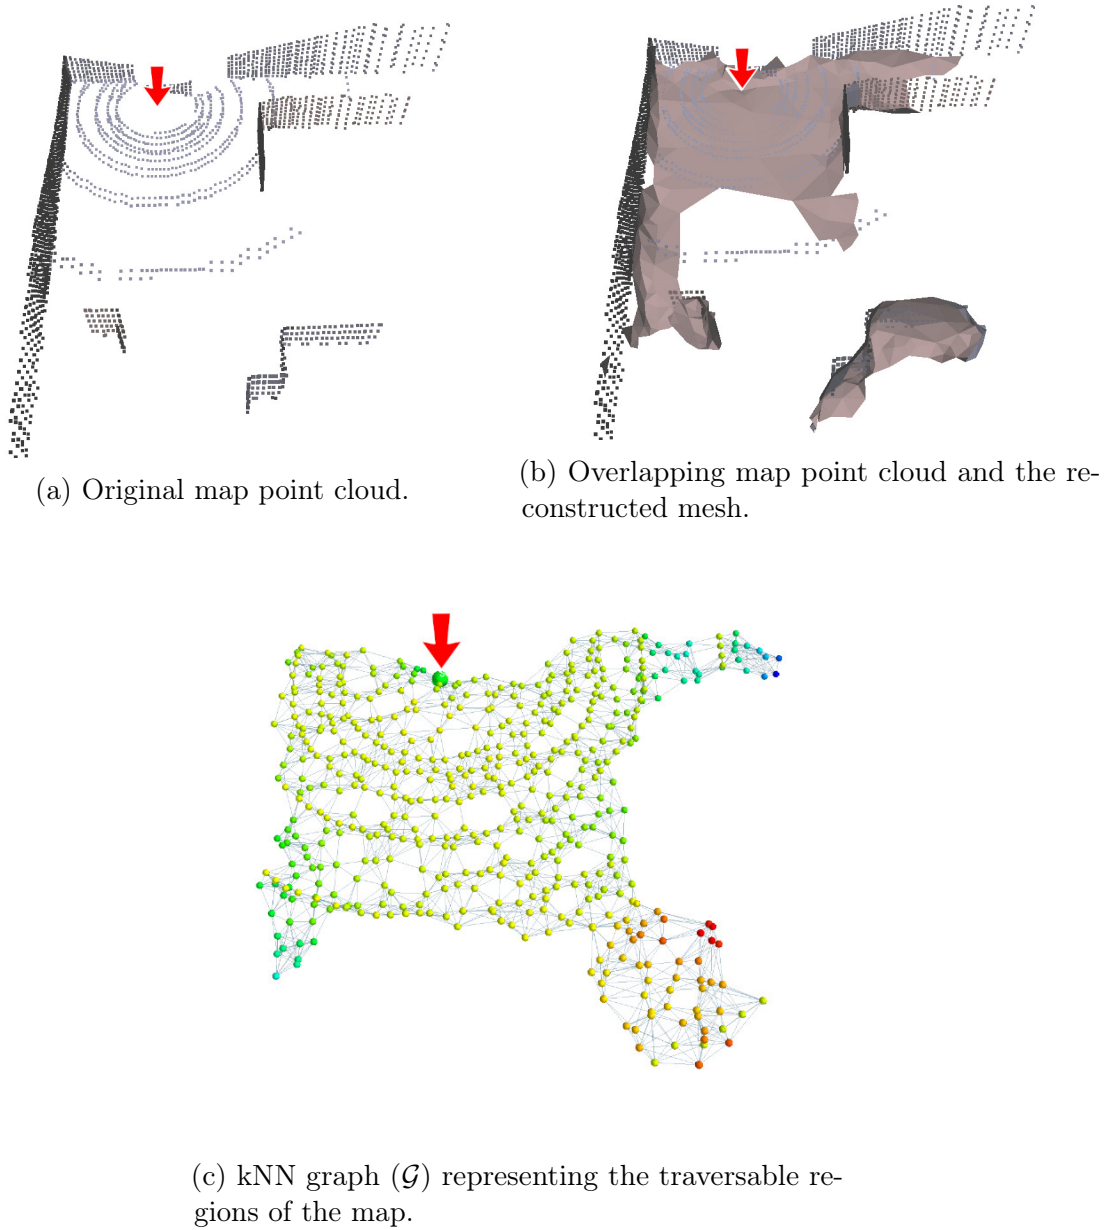 (a) Original map point cloud.
(b) Overlapping map point cloud and the re-
constructed mesh.
(c) kNN graph (𝒢) representing the traversable re-
gions of the map.